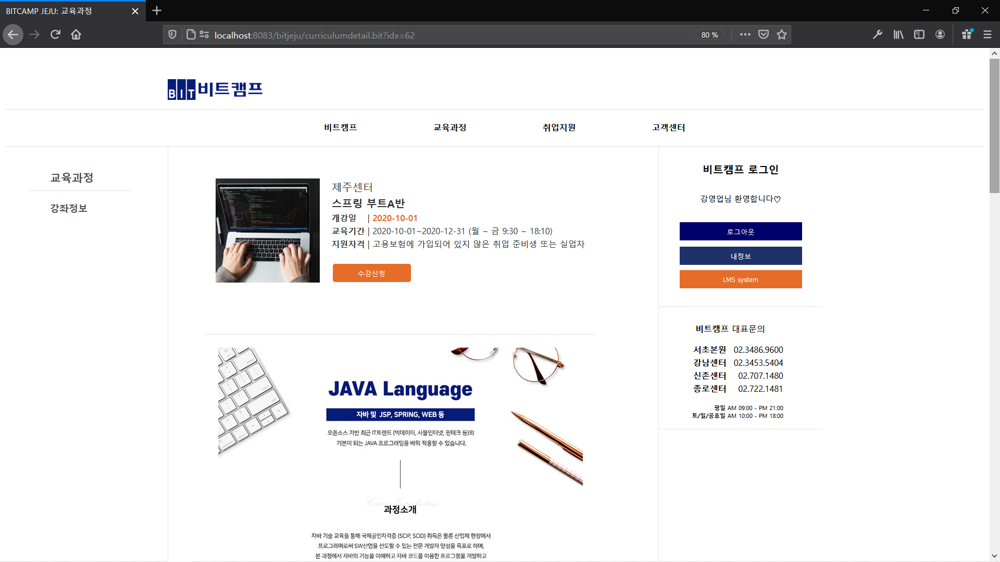 BITCAMP JEJU: 교육과정
localhost:8083/bitjeju/curriculumdetail.bit?idx=62
80 %
BIT비트캠프
비트캠프
교육과정
취업지원
고객센터
교육과정
강좌정보
제주센터
스프링 부트A반
개강일 | 2020-10-01
교육기간 | 2020-10-01~2020-12-31 (월 ~ 금 9:30 ~ 18:10)
지원자격 | 고용보험에 가입되어 있지 않은 취업 준비생 또는 실업자
수강신청
JAVA Language
자바 및 JSP, SPRING, WEB 등
오픈소스 기반 최근 IT트렌드 (빅데이터, 사물인터넷, 핀테크 등)의
기본이 되는 JAVA 프로그래밍을 배워 적용할 수 있습니다.
Course Introduction
과정소개
자바 기술 교육을 통해 국제공인자격증 (SCIP, SCID) 취득은 물론 산업체 현장에서
프로그래머로써 SW산업을 선도할 수 있는 전문 개발자 양성을 목표로 하며,
본 과정에서 자바의 기능을 이해하고 자바 코드를 이용한 프로그램을 개발하고
비트캠프 로그인
강영업님 환영합니다♡
로그아웃
내정보
LMS system
비트캠프 대표문의
서초본원 02.3486.9600
강남센터 02.3453.5404
신촌센터 02.707.1480
종로센터 02.722.1481
평일 AM 09:00 - PM 21:00
토/일/공휴일 AM 10:00 - PM 18:00